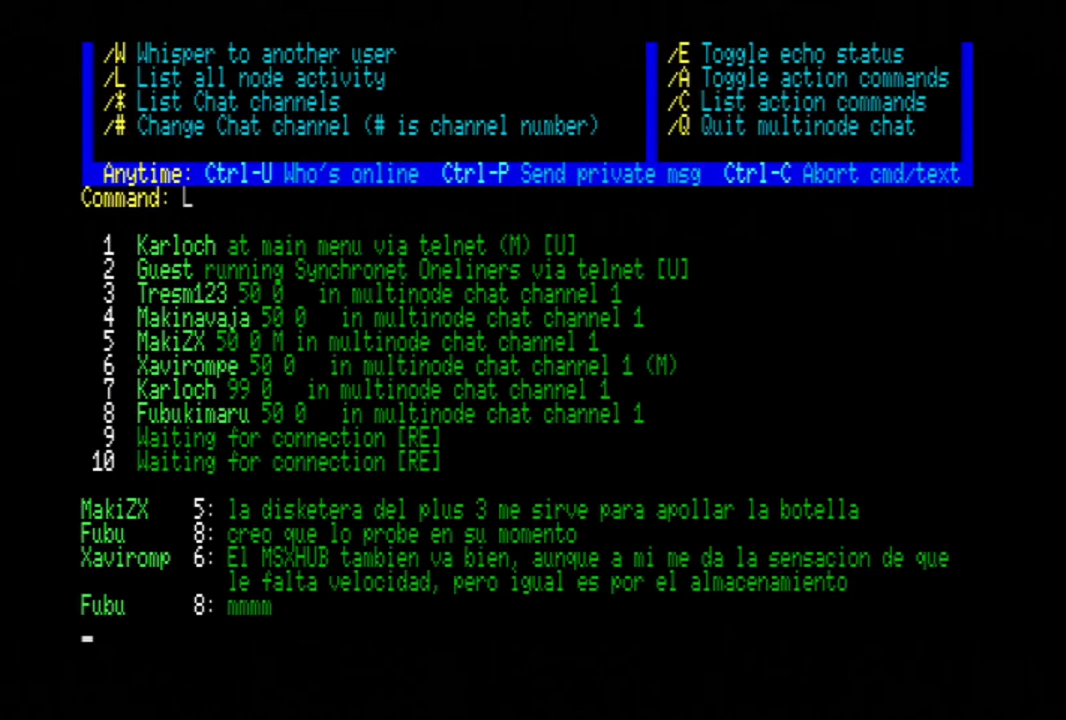 /W Whisper to another user /E Toggle echo status
/L List all node activity /A Toggle action commands
/* List Chat channels /C List action commands
/# Change Chat channel (# is channel number) /Q Quit multinode chat
Anytime: Ctrl-U Who's online Ctrl-P Send private msg Ctrl-C Abort cmd/text
Command: L
1 Karloch at main menu via telnet (M) [U]
2 Guest running Synchronet Oneliners via telnet [U]
3 Tresm123 50 0 in multinode chat channel 1
4 Makinavaja 50 0 in multinode chat channel 1
5 MakiZX 50 0 M in multinode chat channel 1
6 Xavirompe 50 0 in multinode chat channel 1 (M)
7 Karloch 99 0 in multinode chat channel 1
8 Fubukimaru 50 0 in multinode chat channel 1
9 Waiting for connection [RE]
10 Waiting for connection [RE]
MakiZX 5: la disketera del plus 3 me sirve para apollar la botella
Fubu 8: creo que lo probe en su momento
Xaviromp 6: El MSXHUB tambien va bien, aunque a mi me da la sensacion de que
le falta velocidad, pero igual es por el almacenamiento
Fubu 8: mmmm